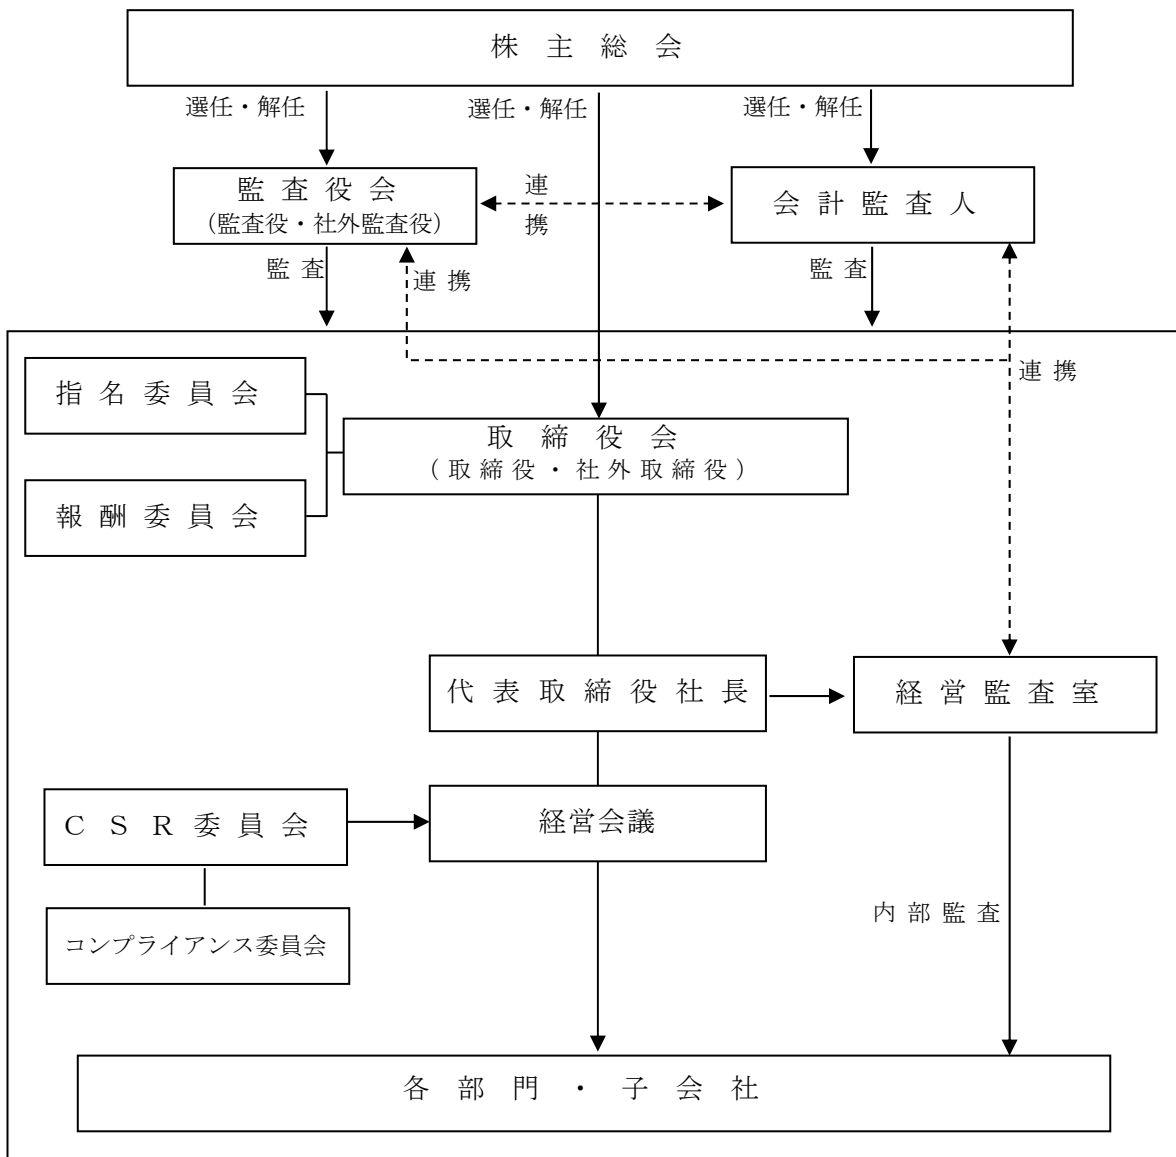 株主総会
選任・解任
選任・解任
選任・解任
監査役会
(監査役・社外監査役)
連
携
会計監査人
監査
連携
監査
連携
指名委員会
取締役会
(取締役・社外取締役)
報酬委員会
代表取締役社長
経営監査室
CSR委員会
経営会議
内部監査
コンプライアンス委員会
各部門・子会社